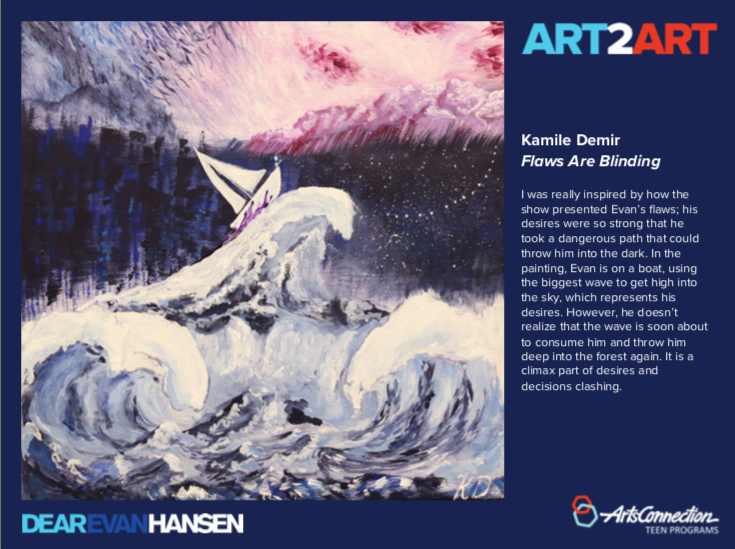 ART2ART
Kamile Demir
Flaws Are Blinding
I was really inspired by how the
show presented Evan's flaws; his
desires were so strong that he
took a dangerous path that could
throw him into the dark. In the
painting, Evan is on a boat, using
the biggest wave to get high into
the sky, which represents his
desires. However, he doesn't
realize that the wave is soon about
to consume him and throw him
deep into the forest again. It is a
climax part of desires and
decisions clashing.
KD
DEAREVANHANSEN
ArtsConnection
TEEN PROGRAMS